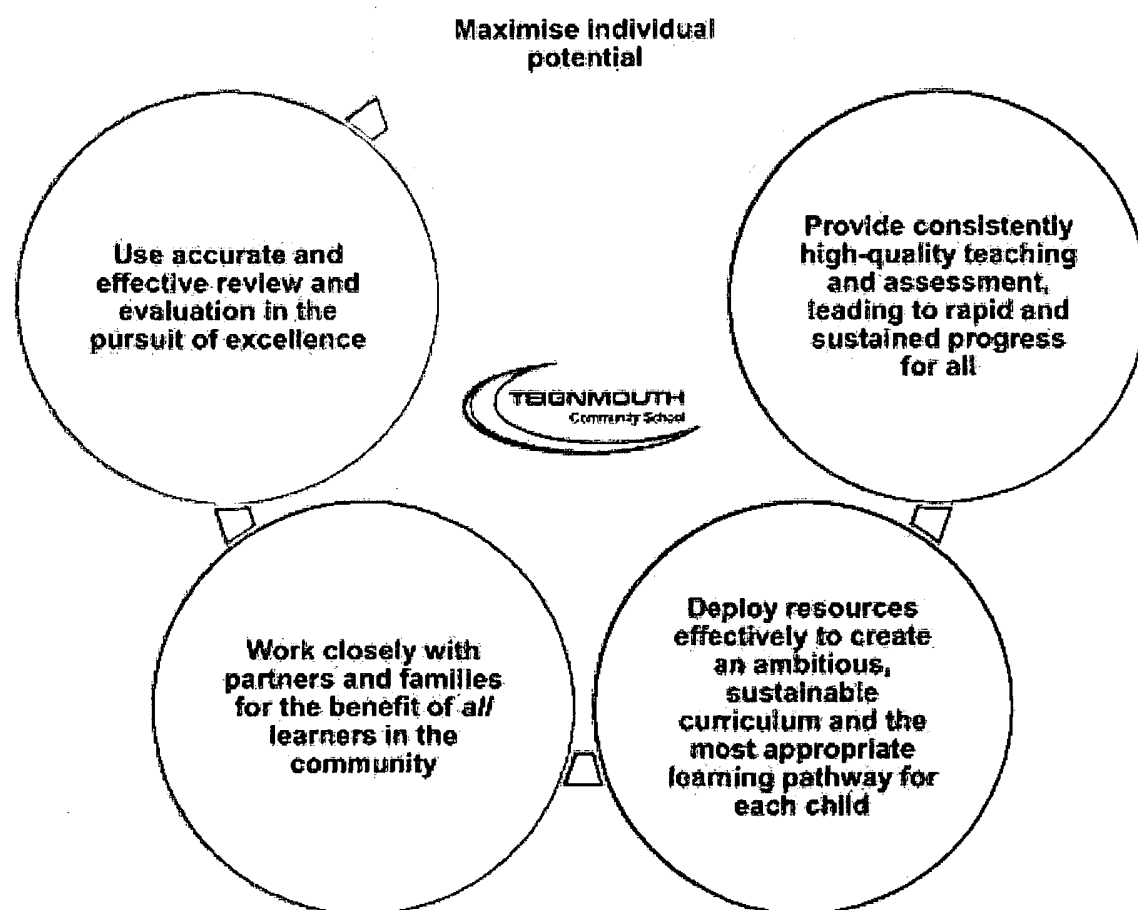 Maximise individual
potential
Use accurate and
effective review and
evaluation in the
pursuit of excellence
Provide consistently
high-quality teaching
and assessment,
leading to rapid and
sustained progress
for all
TEIGNMOUTH
Community School
Work closely with
partners and families
for the benefit of all
learners in the
community
Deploy resources
effectively to create
an ambitious,
sustainable
curriculum and the
most appropriate
learning pathway for
each child